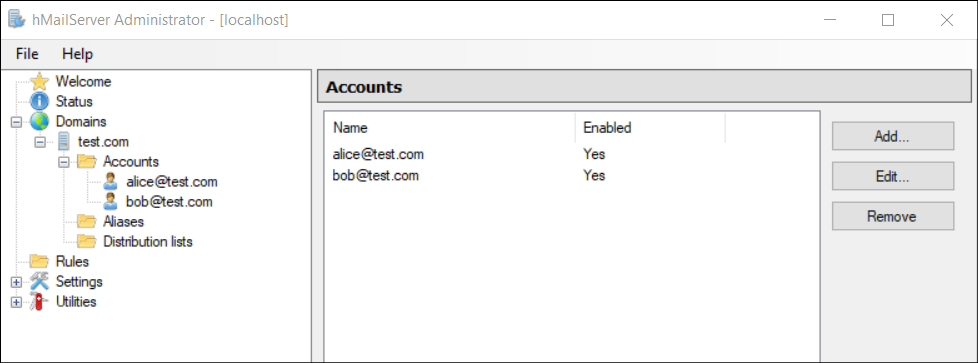 hMailServer Administrator - [localhost]
File Help
Welcome
Status
Domains
test.com
Accounts
alice@test.com
bob@test.com
Aliases
Distribution lists
Rules
Settings
Utilities
Accounts
Name Enabled
alice@test.com Yes
bob@test.com Yes
Add...
Edit...
Remove